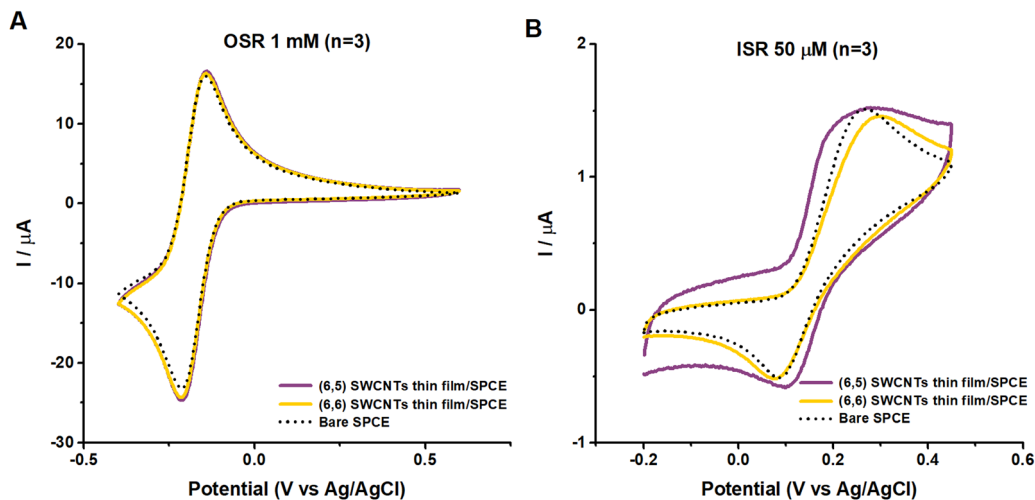 A
OSR 1 mM (n=3)
20
10
0
-10
-20
-30
I / μA
-0.5
0.0
0.5
Potential (V vs Ag/AgCl)
(6,5) SWCNTs thin film/SPCE
(6,6) SWCNTs thin film/SPCE
Bare SPCE
B
ISR 50 μM (n=3)
2
1
0
-1
I / μA
-0.2
0.0
0.2
0.4
0.6
Potential (V vs Ag/AgCl)
(6,5) SWCNTs thin film/SPCE
(6,6) SWCNTs thin film/SPCE
Bare SPCE